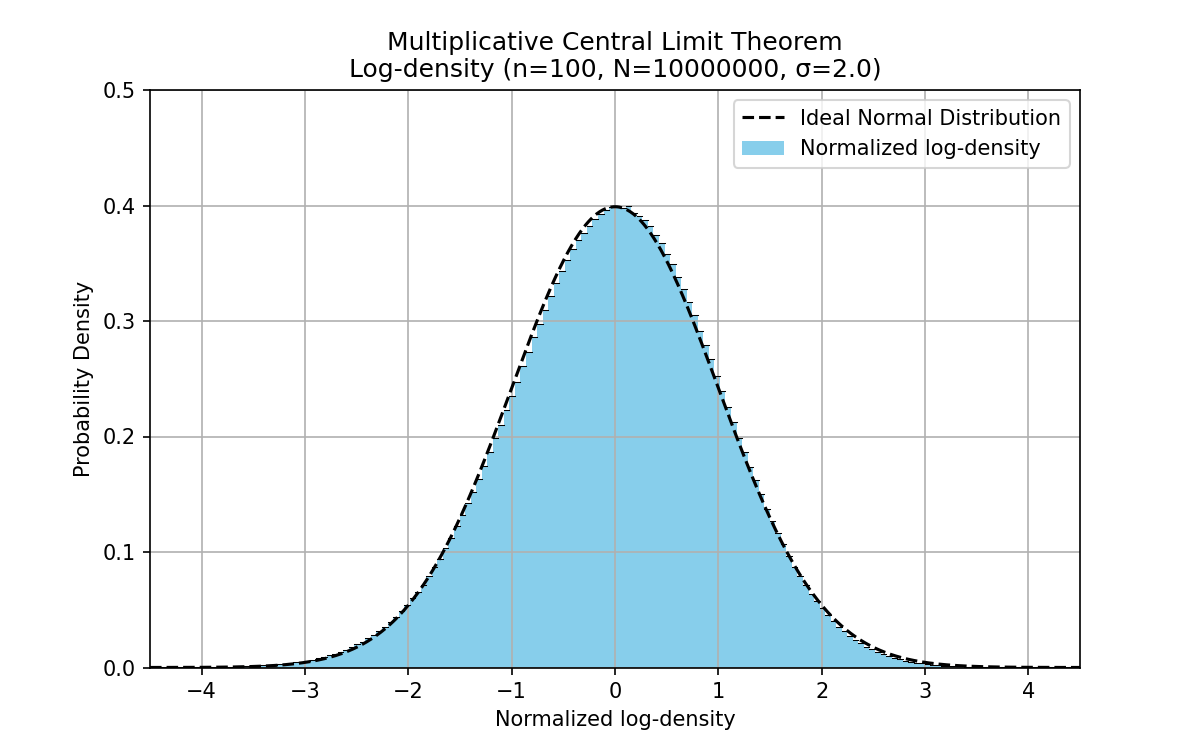 Multiplicative Central Limit Theorem
Log-density (n=100, N=10000000, σ=2.0)
Ideal Normal Distribution
Normalized log-density
Probability Density
0.5
0.4
0.3
0.2
0.1
0.0
−4 −3 −2 −1 0 1 2 3 4
Normalized log-density